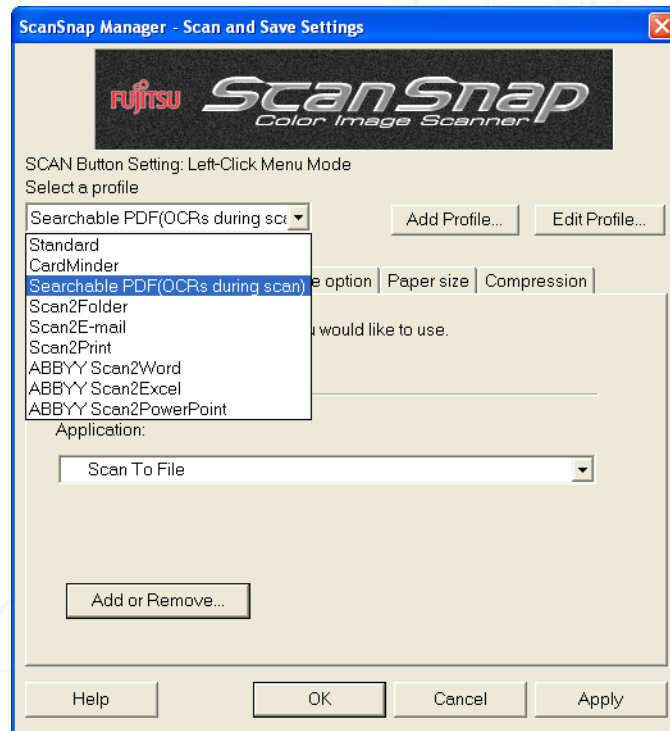 ScanSnap Manager - Scan and Save Settings
FUJITSU ScanSnap
Color Image Scanner
SCAN Button Setting: Left-Click Menu Mode
Select a profile
Searchable PDF(OCRs during
Add Profile...
Edit Profile...
Standard
CardMinder
Searchable PDF(OCRs during scan)
Scan2Folder
Scan2E-mail
Scan2Print
ABBYY Scan2Word
ABBYY Scan2Excel
ABBYY Scan2PowerPoint
option
Paper size
Compression
would like to use.
Application:
Scan To File
Add or Remove...
Help
OK
Cancel
Apply